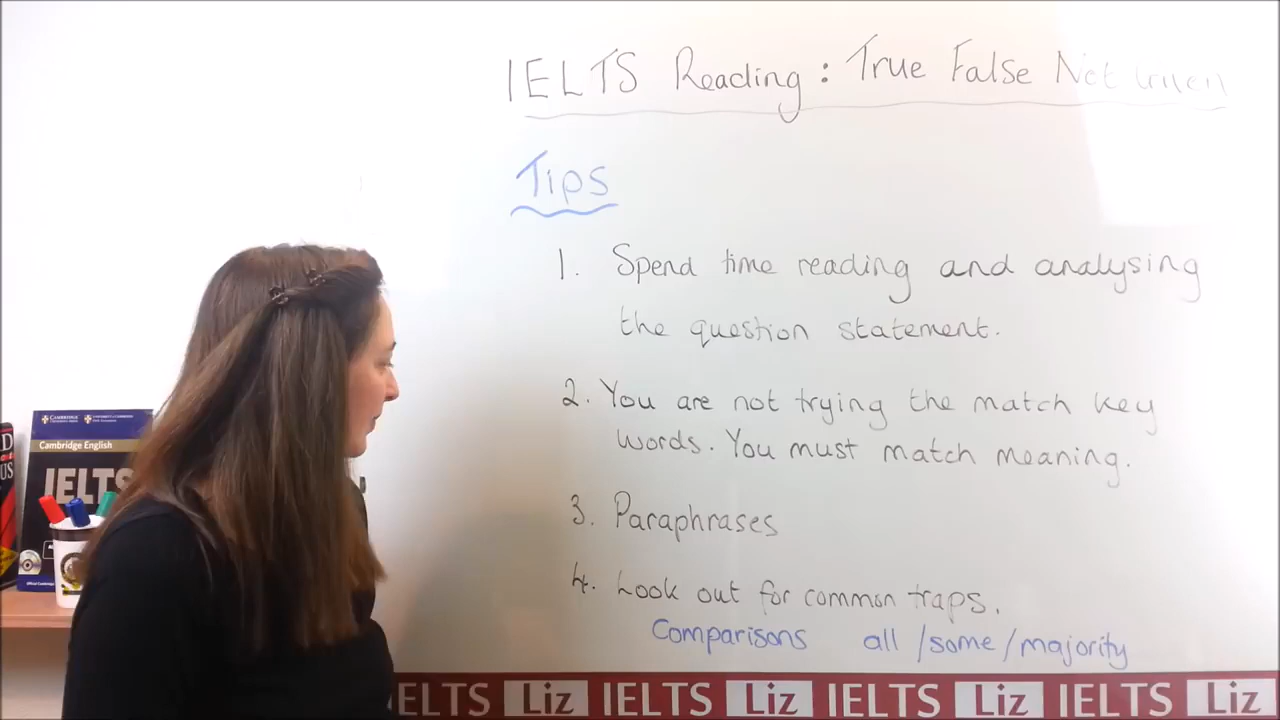 IELTS Reading : True False Not Given
Tips
1. Spend time reading and analysing
the question statement.
2. You are not trying the match key
words. You must match meaning.
3. Paraphrases
4. Look out for common traps.
Comparisons all /some/majority
CAMBRIDGE
Cambridge English
IELTS
D
US
IELTS Liz IELTS Liz IELTS Liz IELTS Liz